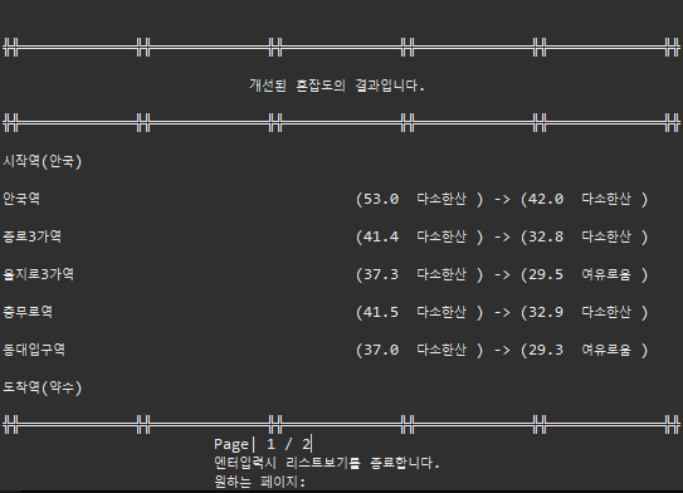 개선된 혼잡도의 결과입니다.
시작역(안국)
안국역 (53.0 다소한산 ) -> (42.0 다소한산 )
종로3가역 (41.4 다소한산 ) -> (32.8 다소한산 )
을지로3가역 (37.3 다소한산 ) -> (29.5 여유로움 )
충무로역 (41.5 다소한산 ) -> (32.9 다소한산 )
동대입구역 (37.0 다소한산 ) -> (29.3 여유로움 )
도착역(약수)
Page| 1 / 2|
엔터입력시 리스트보기를 종료합니다.
원하는 페이지: